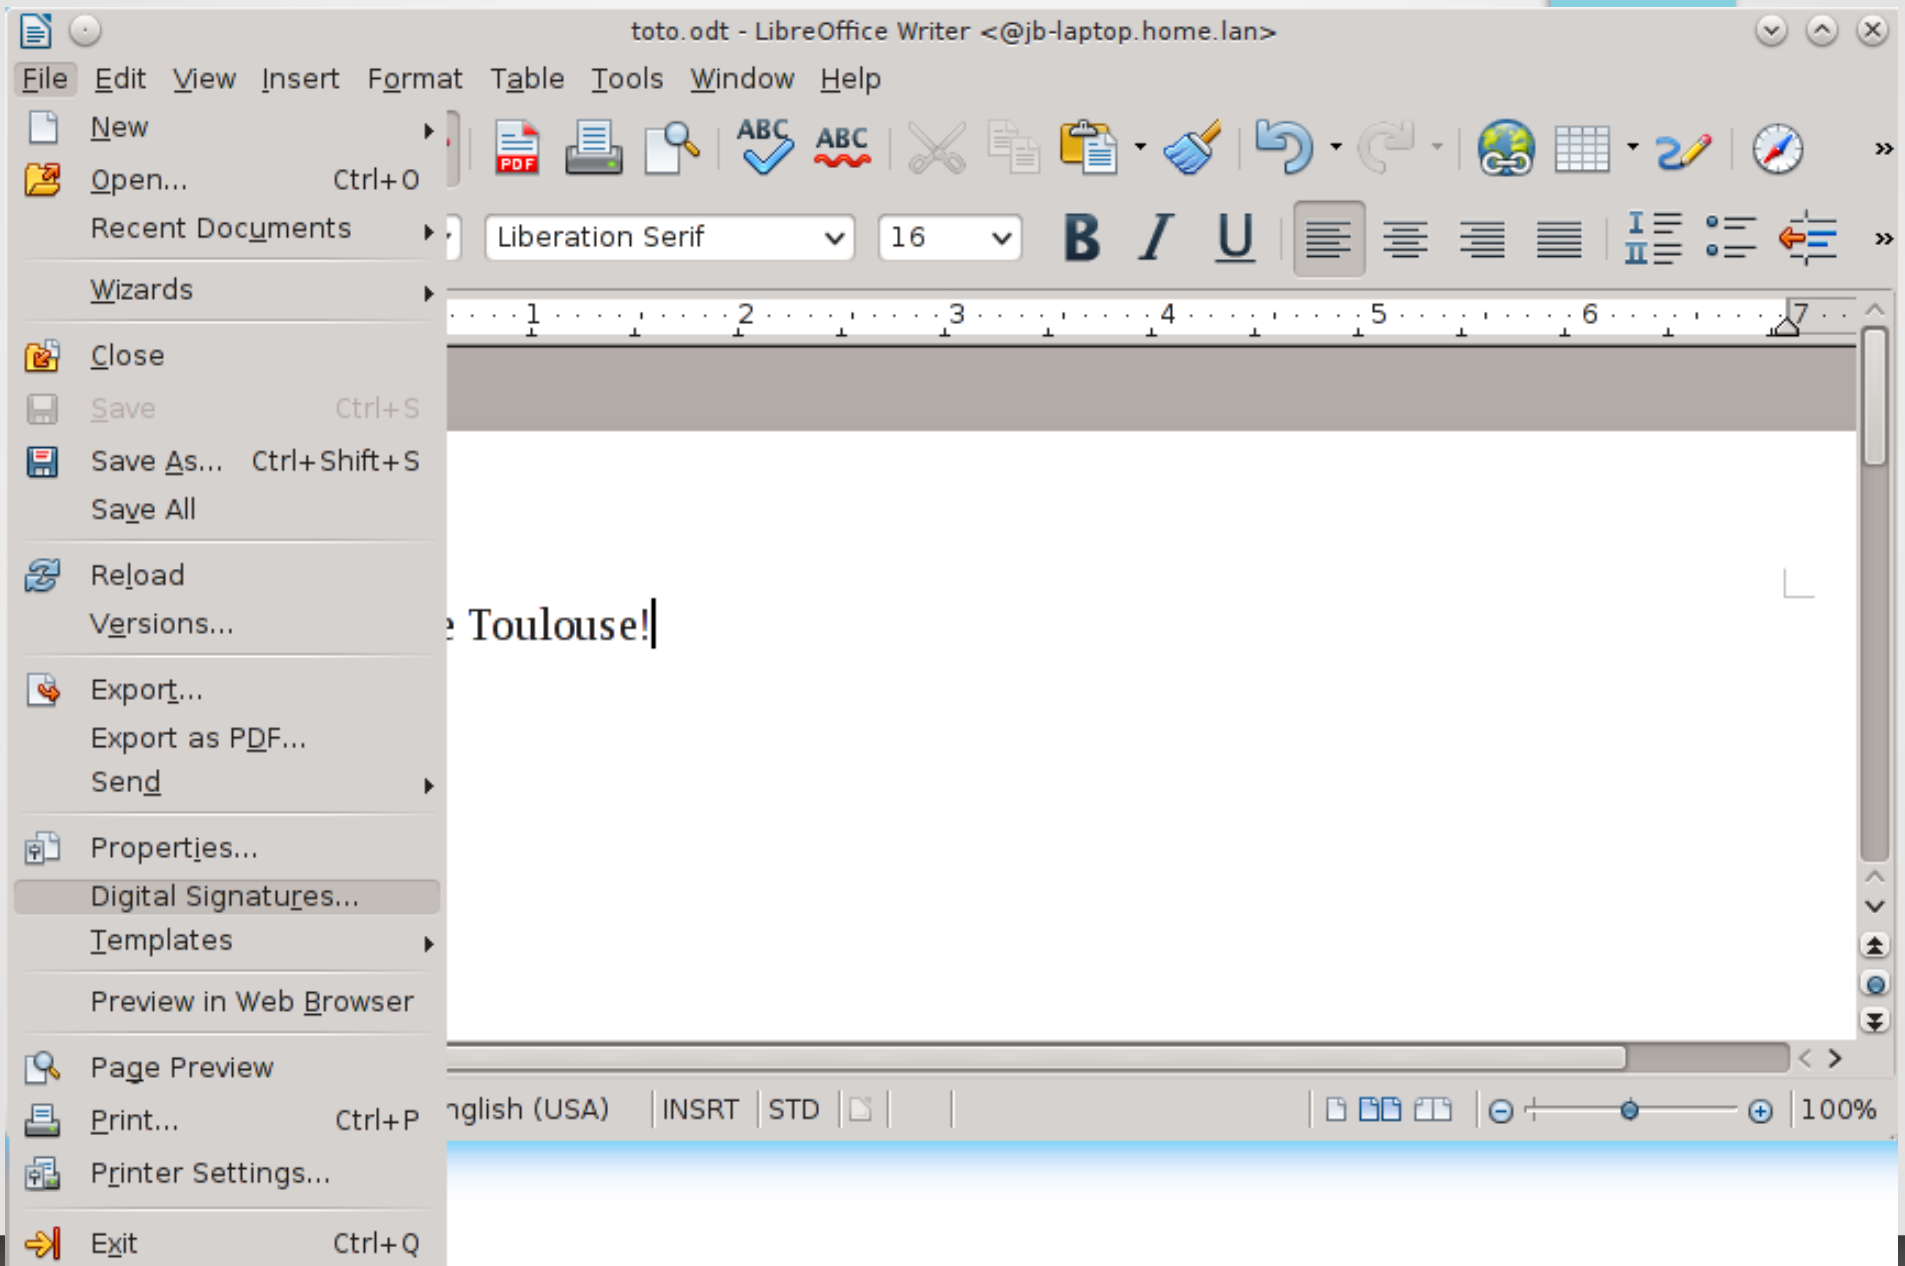 toto.odt - LibreOffice Writer <@jb-laptop.home.lan>
File Edit View Insert Format Table Tools Window Help
New
PDF ABC ABC
Open... Ctrl+O
Recent Documents
Liberation Serif 16 B I U
Wizards
1 2 3 4 5 6 7
Close
Save Ctrl+S
Save As... Ctrl+Shift+S
Save All
Reload
Versions...
e Toulouse!
Export...
Export as PDF...
Send
Properties...
Digital Signatures...
Templates
Preview in Web Browser
Page Preview
Print... Ctrl+P
nglish (USA) INSRT STD 100%
Printer Settings...
Exit Ctrl+Q